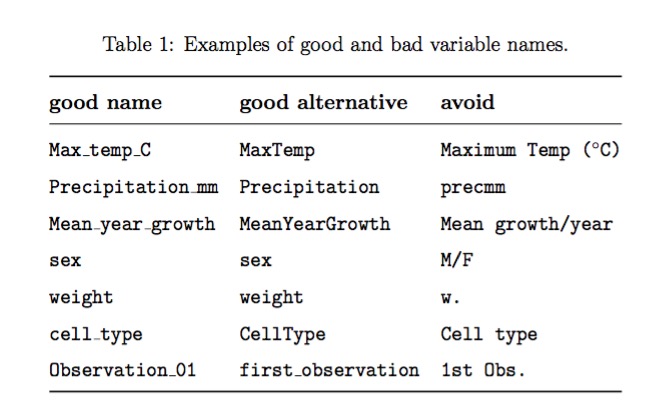 Table 1: Examples of good and bad variable names.
good name good alternative avoid
Max_temp_C MaxTemp Maximum Temp (°C)
Precipitation_mm Precipitation precmm
Mean_year_growth MeanYearGrowth Mean growth/year
sex sex M/F
weight weight w.
cell_type CellType Cell type
Observation_01 first_observation 1st Obs.